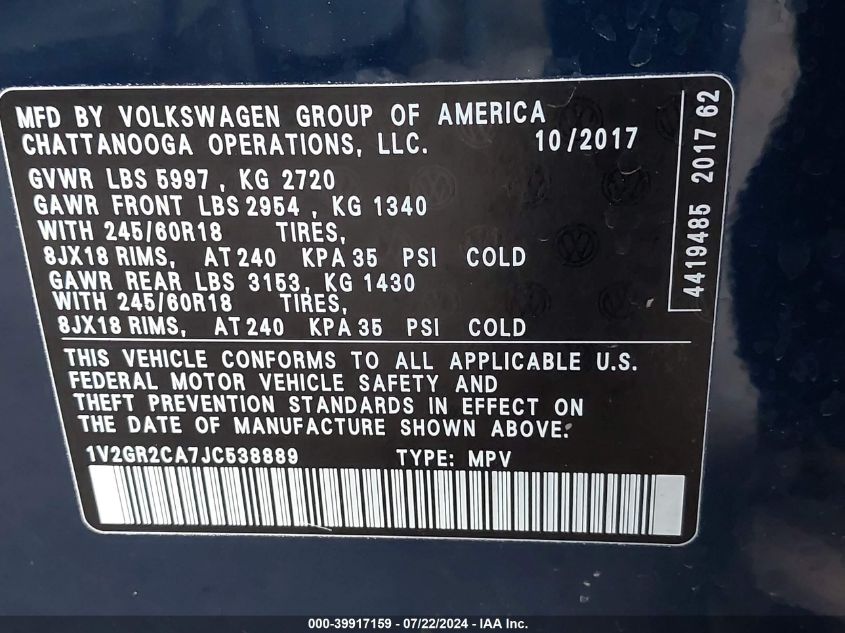 MFD BY VOLKSWAGEN GROUP OF AMERICA
CHATTANOOGA OPERATIONS, LLC. 10/2017
GVWR LBS 5997 , KG 2720
GAWR FRONT LBS 2954 , KG 1340
WITH 245/60R18 TIRES,
8JX18 RIMS, AT 240 KPA 35 PSI COLD
GAWR REAR LBS 3153, KG 1430
WITH 245/60R18 TIRES,
8JX18 RIMS, AT 240 KPA 35 PSI COLD
THIS VEHICLE CONFORMS TO ALL APPLICABLE U.S.
FEDERAL MOTOR VEHICLE SAFETY AND
THEFT PREVENTION STANDARDS IN EFFECT ON
THE DATE OF MANUFACTURE SHOWN ABOVE:
1V2GR2CA7JC538889 TYPE: MPV
4419485 2017 62
000-39917159 - 07/22/2024 - IAA Inc.